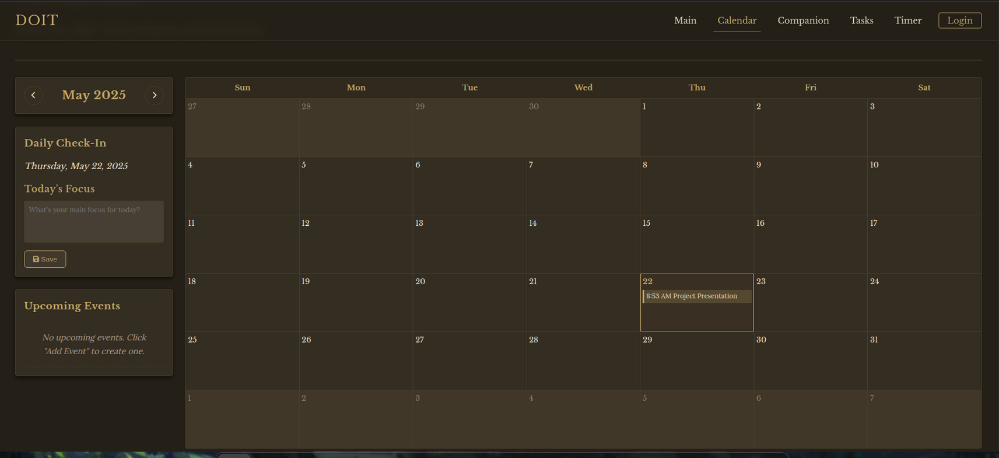 DOIT
Main Calendar Companion Tasks Timer Login
May 2025
Daily Check-In
Thursday, May 22, 2025
Today's Focus
What's your main focus for today?
Save
Upcoming Events
No upcoming events. Click
"Add Event" to create one.
Sun Mon Tue Wed Thu Fri Sat
27 28 29 30 1 2 3
4 5 6 7 8 9 10
11 12 13 14 15 16 17
18 19 20 21 22 23 24
8:53 AM Project Presentation
25 26 27 28 29 30 31
1 2 3 4 5 6 7